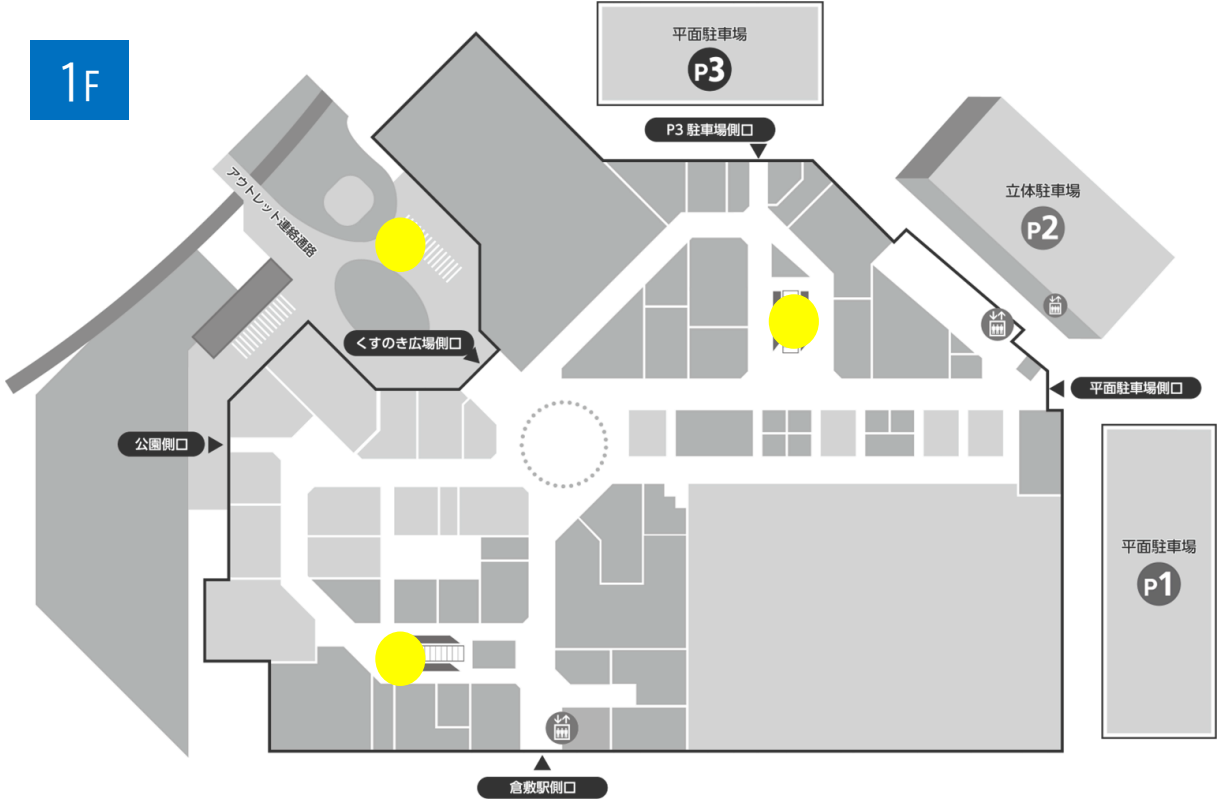 1F
平面駐車場
P3
P3 駐車場側口
アウトレット連絡通路
立体駐車場
P2
くすのき広場側口
平面駐車場側口
公園側口
平面駐車場
P1
倉敷駅側口